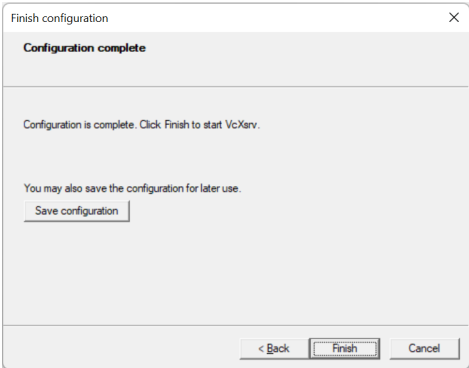 Finish configuration
Configuration complete
Configuration is complete. Click Finish to start VcXsrv.
You may also save the configuration for later use.
Save configuration
< Back
Finish
Cancel